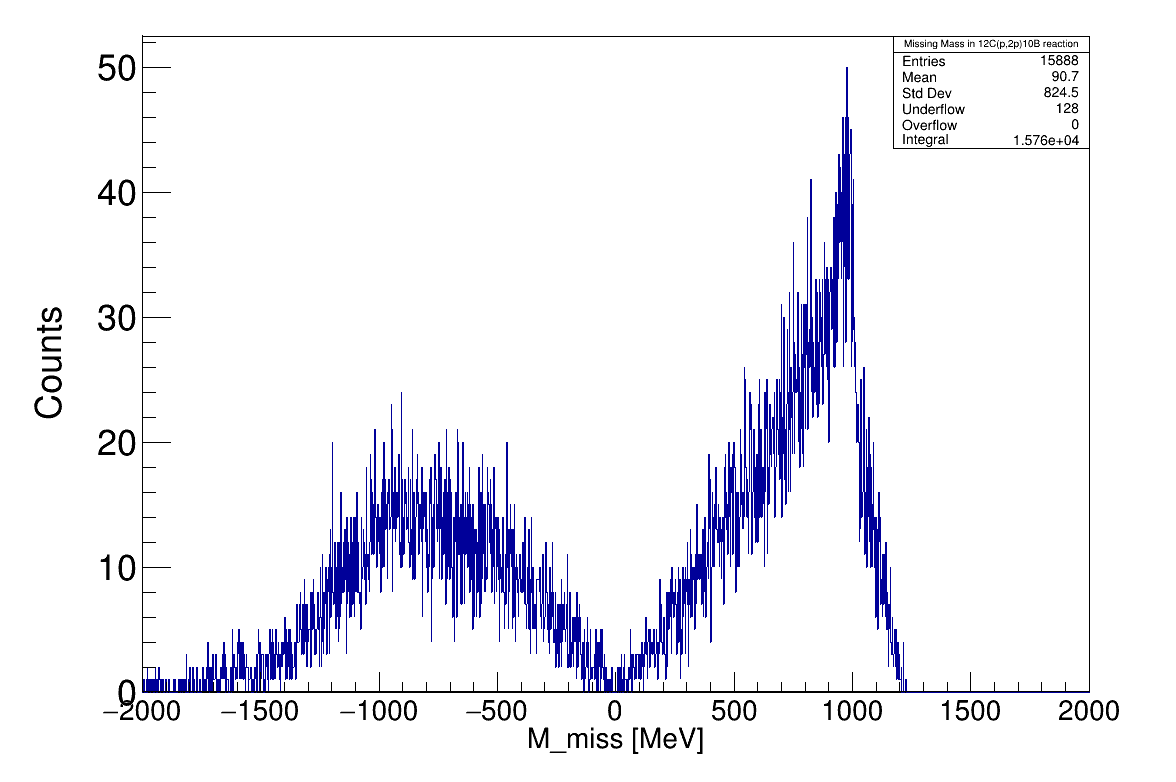 Missing Mass in 12C(p,2p)10B reaction
Entries 15888
Mean 90.7
Std Dev 824.5
Underflow 128
Overflow 0
Integral 1.576e+04
Counts
50
40
30
20
10
0
−2000 −1500 −1000 −500 0 500 1000 1500 2000
M_miss [MeV]